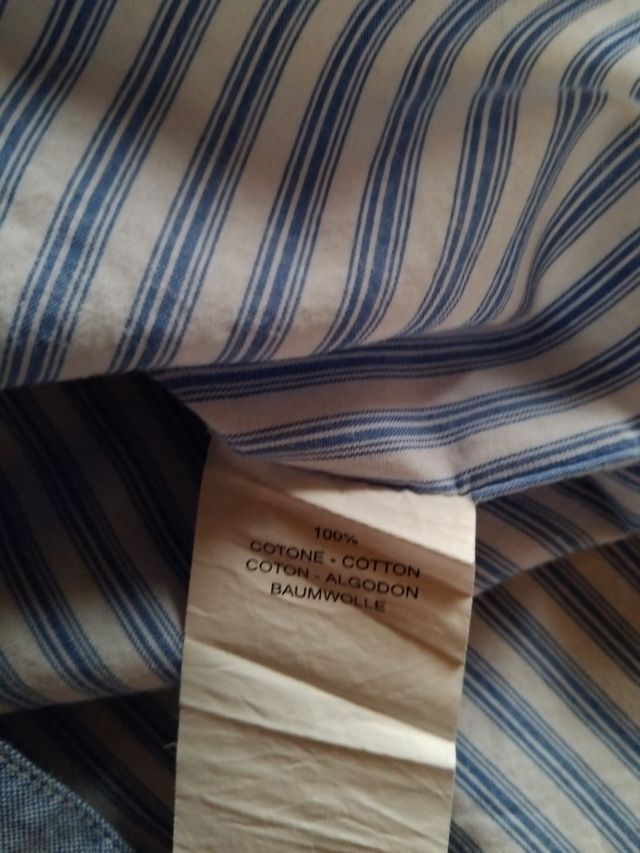 100%
COTONE - COTTON
COTON - ALGODON
BAUMWOLLE